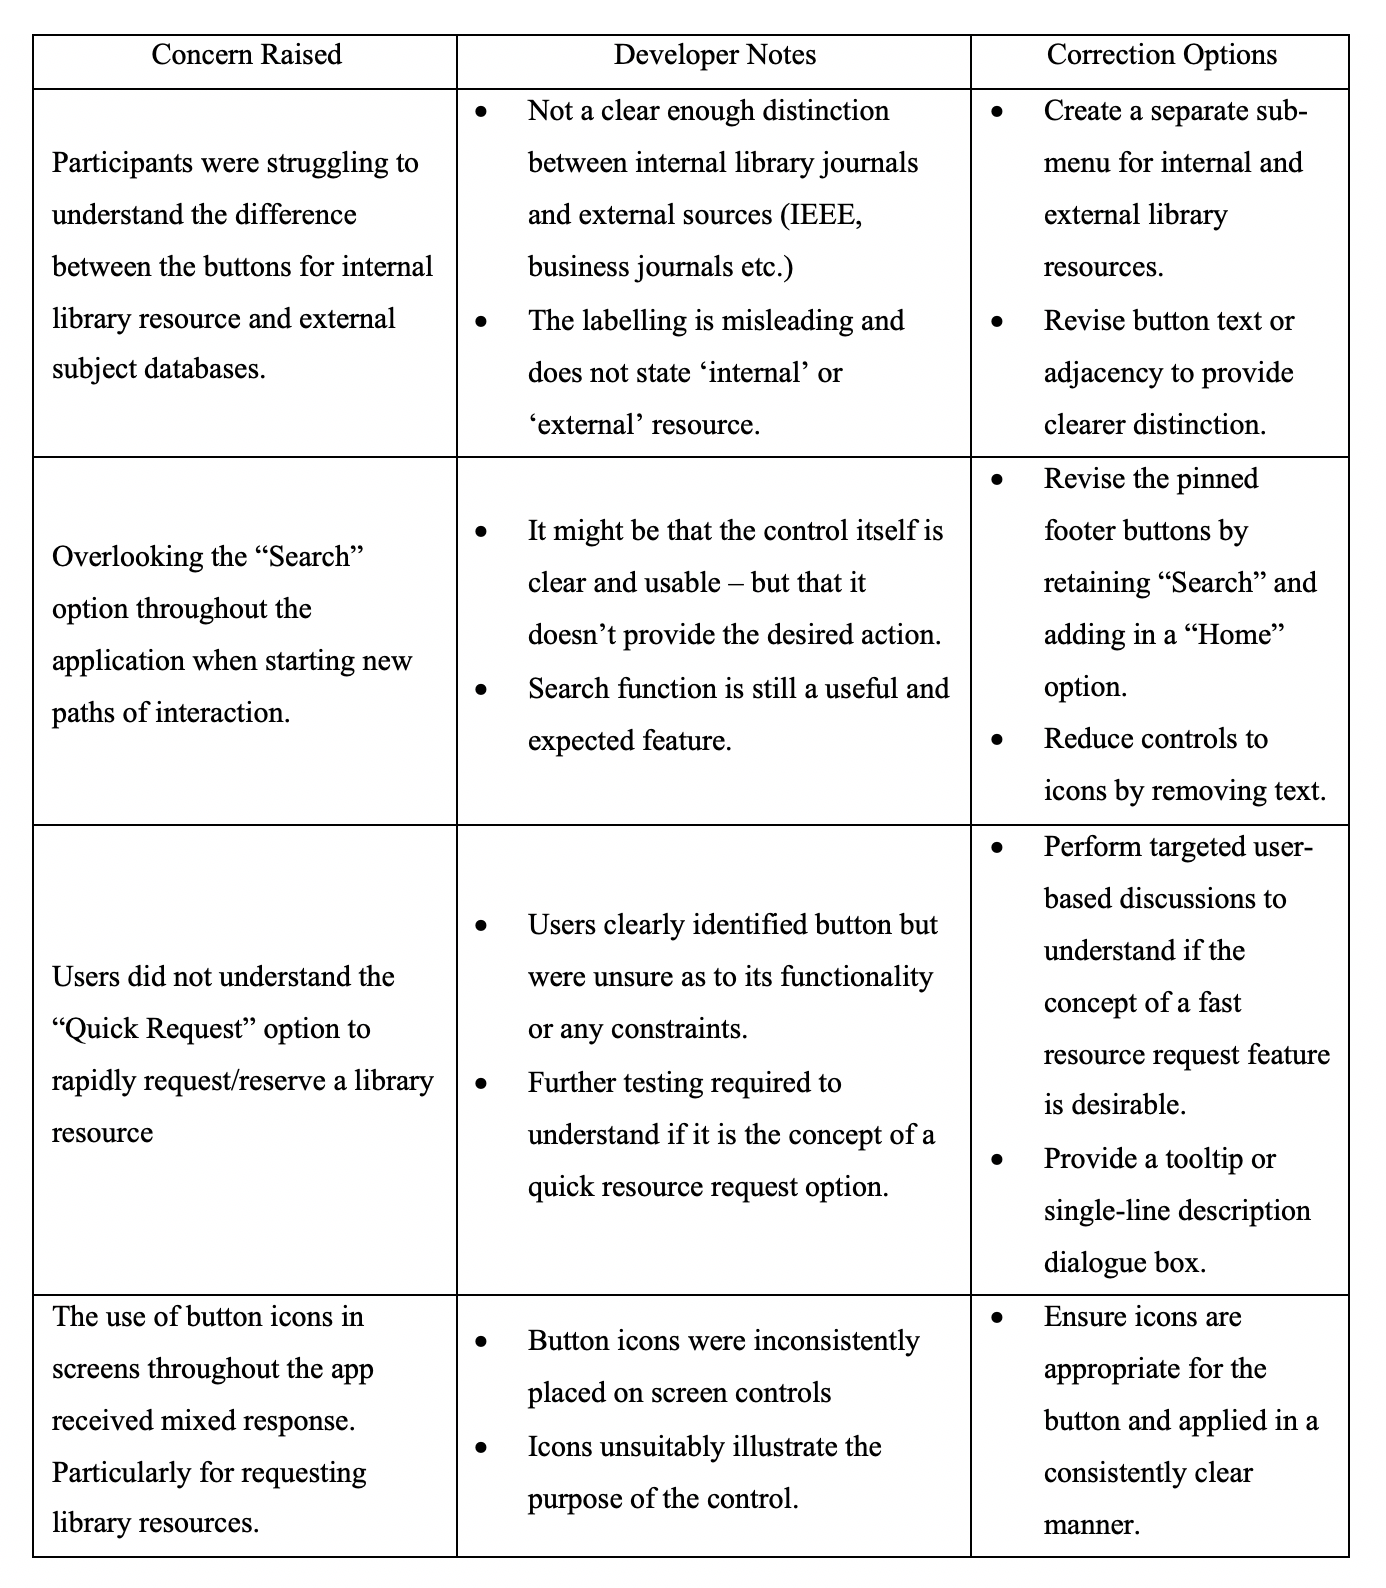 Concern Raised
Developer Notes
Correction Options
Participants were struggling to
understand the difference
between the buttons for internal
library resource and external
subject databases.
• Not a clear enough distinction
between internal library journals
and external sources (IEEE,
business journals etc.)
• The labelling is misleading and
does not state ‘internal’ or
‘external’ resource.
• Create a separate sub-
menu for internal and
external library
resources.
• Revise button text or
adjacency to provide
clearer distinction.
Overlooking the “Search”
option throughout the
application when starting new
paths of interaction.
• It might be that the control itself is
clear and usable – but that it
doesn’t provide the desired action.
• Search function is still a useful and
expected feature.
• Revise the pinned
footer buttons by
retaining “Search” and
adding in a “Home”
option.
• Reduce controls to
icons by removing text.
Users did not understand the
“Quick Request” option to
rapidly request/reserve a library
resource
• Users clearly identified button but
were unsure as to its functionality
or any constraints.
• Further testing required to
understand if it is the concept of a
quick resource request option.
• Perform targeted user-
based discussions to
understand if the
concept of a fast
resource request feature
is desirable.
• Provide a tooltip or
single-line description
dialogue box.
The use of button icons in
screens throughout the app
received mixed response.
Particularly for requesting
library resources.
• Button icons were inconsistently
placed on screen controls
• Icons unsuitably illustrate the
purpose of the control.
• Ensure icons are
appropriate for the
button and applied in a
consistently clear
manner.